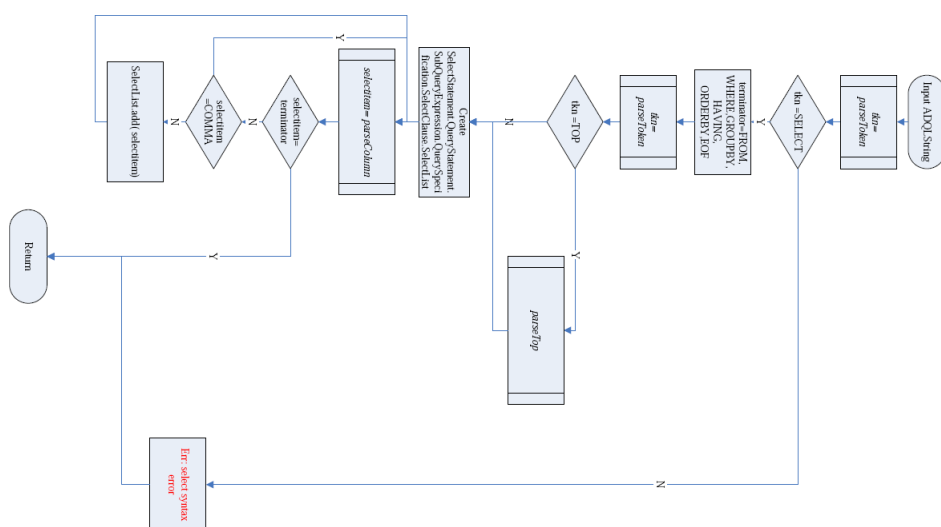 Input ADQLString
tkn=
parseToken
tkn =SELECT
Y
N
terminator=FROM,
WHERE,GROUPBY,
HAVING,
ORDERBY,EOF
tkn=
parseToken
tkn =TOP
Y
N
parseTop
Create
SelectStatement.QueryStatement.
SubQueryExpression.QuerySpeci
fication.SelectClause.SelectList
selectitem= parseColumn
selectitem=
terminator
Y
N
selectitem
=COMMA
Y
N
SelectList.add( selectitem)
Err: select syntax
error
Return